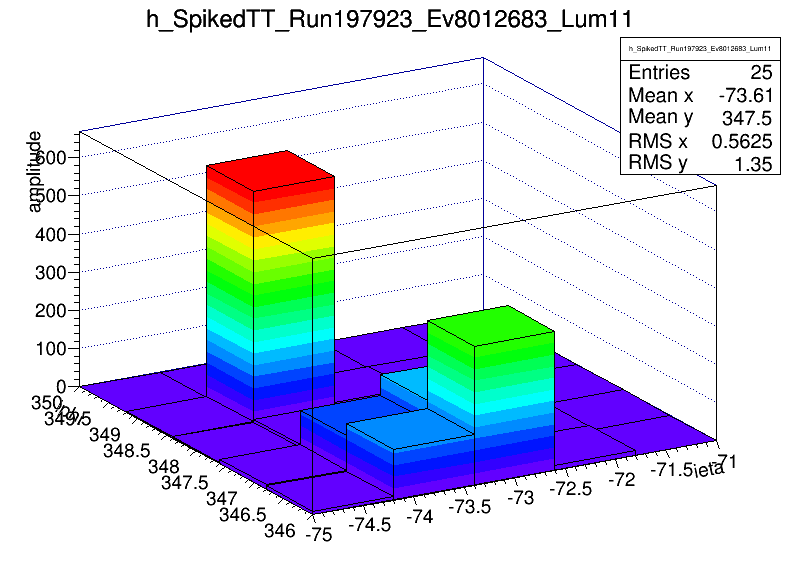 h_SpikedTT_Run197923_Ev8012683_Lum11
h_SpikedTT_Run197923_Ev8012683_Lum11
Entries 25
Mean x -73.61
Mean y 347.5
RMS x 0.5625
RMS y 1.35
amplitude
600
500
400
300
200
100
0
350
349.5
349
348.5
348
347.5
347
346.5
346
-75
-74.5
-74
-73.5
-73
-72.5
-72
-71.5
-71
ieta